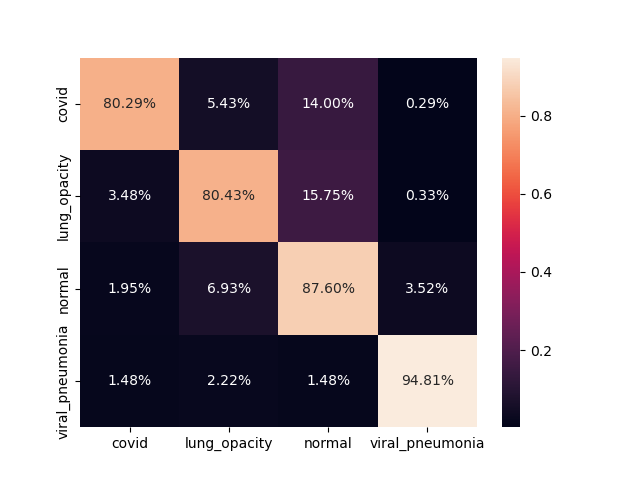 covid 80.29% 5.43% 14.00% 0.29%
lung_opacity 3.48% 80.43% 15.75% 0.33%
normal 1.95% 6.93% 87.60% 3.52%
viral_pneumonia 1.48% 2.22% 1.48% 94.81%
covid lung_opacity normal viral_pneumonia
0.8
0.6
0.4
0.2